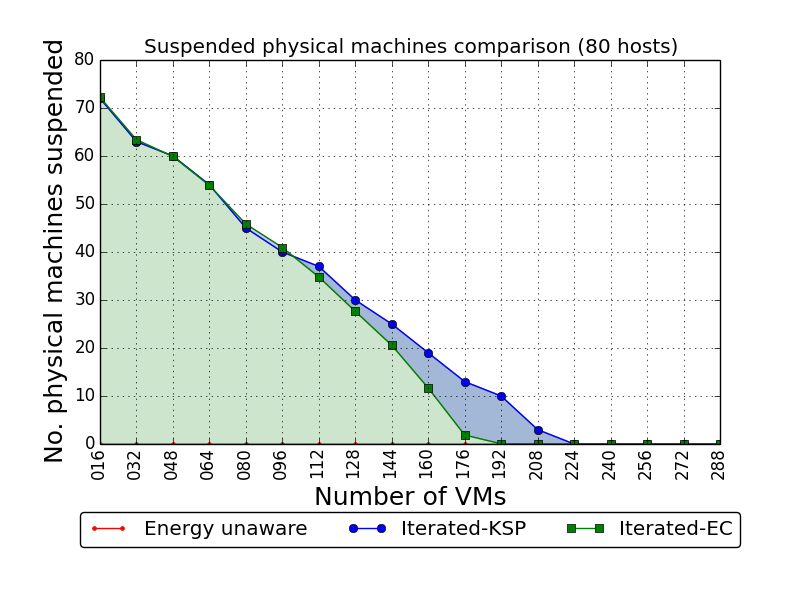 Suspended physical machines comparison (80 hosts)
No. physical machines suspended
80
70
60
50
40
30
20
10
0
016 032 048 064 080 096 112 128 144 160 176 192 208 224 240 256 272 288
Number of VMs
Energy unaware Iterated-KSP Iterated-EC